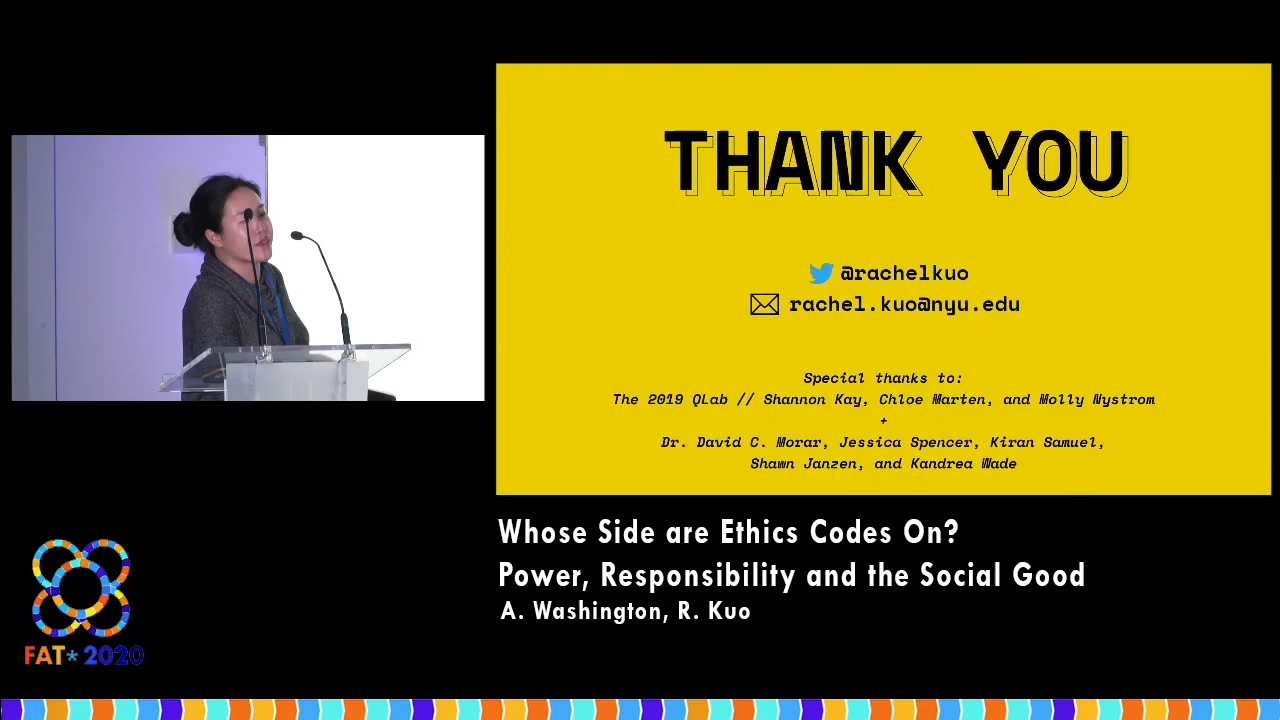 THANK YOU
@rachelkuo
rachel.kuo@nyu.edu
Special thanks to:
The 2019 QLab // Shannon Kay, Chloe Marten, and Molly Nystrom
+
Dr. David C. Morar, Jessica Spencer, Kiran Samuel,
Shawn Janzen, and Kandrea Wade
Whose Side are Ethics Codes On?
Power, Responsibility and the Social Good
A. Washington, R. Kuo
FAT* 2020